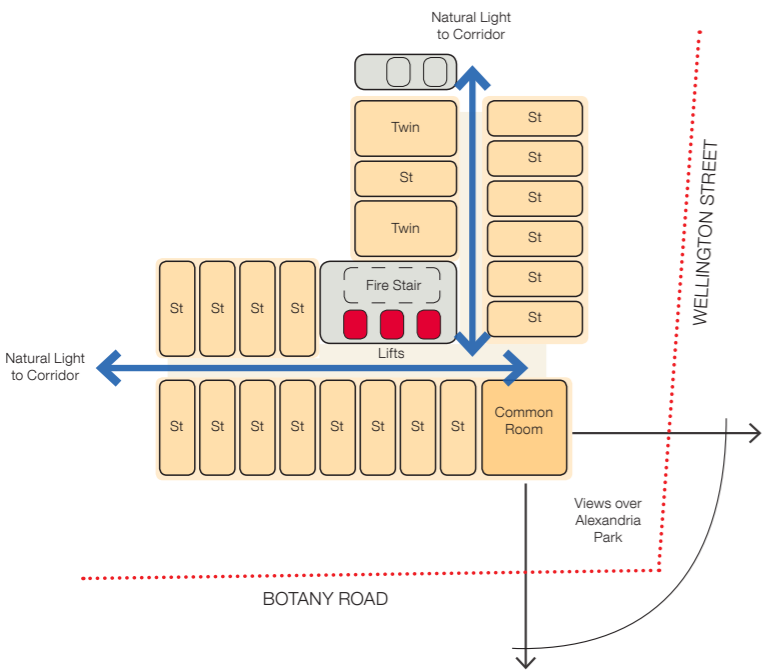 Natural Light
to Corridor
Twin
St
Twin
St
St
St
St
St
St
WELLINGTON STREET
St
St
St
St
Fire Stair
Lifts
Natural Light
to Corridor
St
St
St
St
St
St
St
St
Common
Room
Views over
Alexandria
Park
BOTANY ROAD